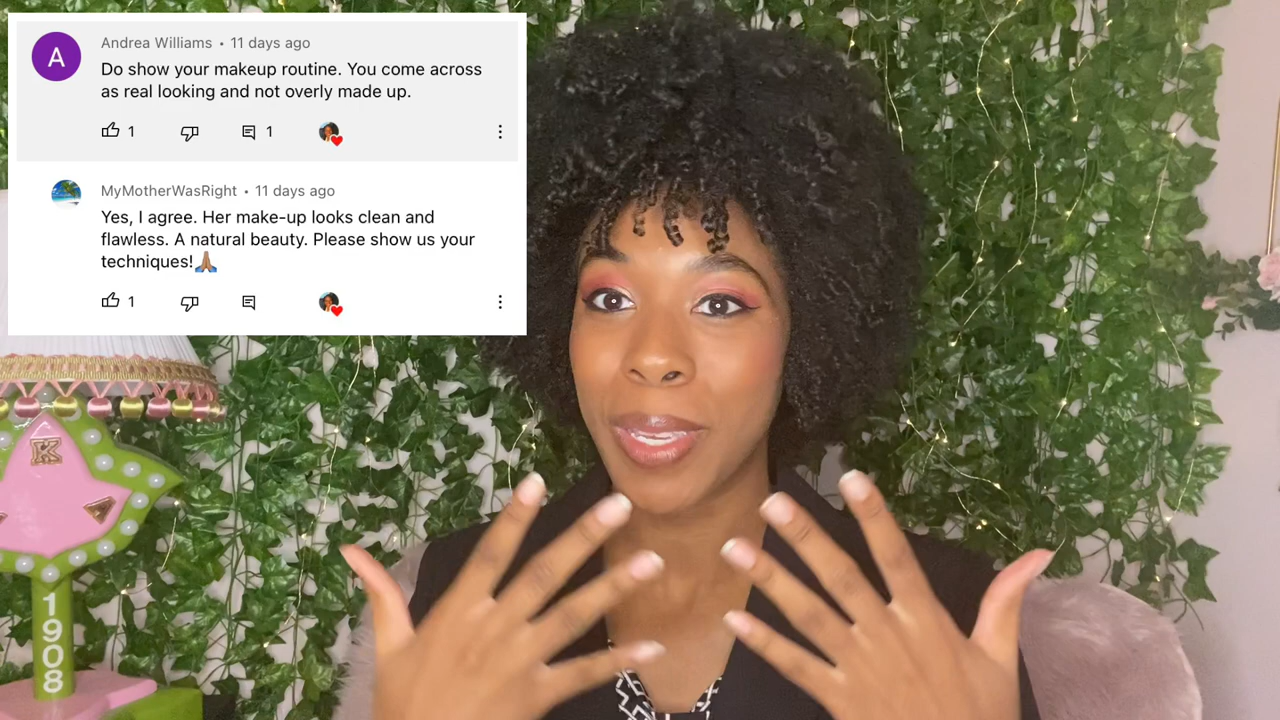 Andrea Williams • 11 days ago
A
Do show your makeup routine. You come across
as real looking and not overly made up.
1
1
MyMotherWasRight • 11 days ago
Yes, I agree. Her make-up looks clean and
flawless. A natural beauty. Please show us your
techniques!🙏🏽
1
K
A
1908